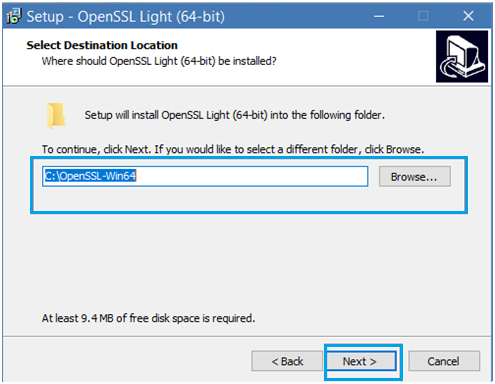 Setup - OpenSSL Light (64-bit)
Select Destination Location
Where should OpenSSL Light (64-bit) be installed?
Setup will install OpenSSL Light (64-bit) into the following folder.
To continue, click Next. If you would like to select a different folder, click Browse.
C:\OpenSSL-Win64
Browse...
At least 9.4 MB of free disk space is required.
< Back
Next >
Cancel